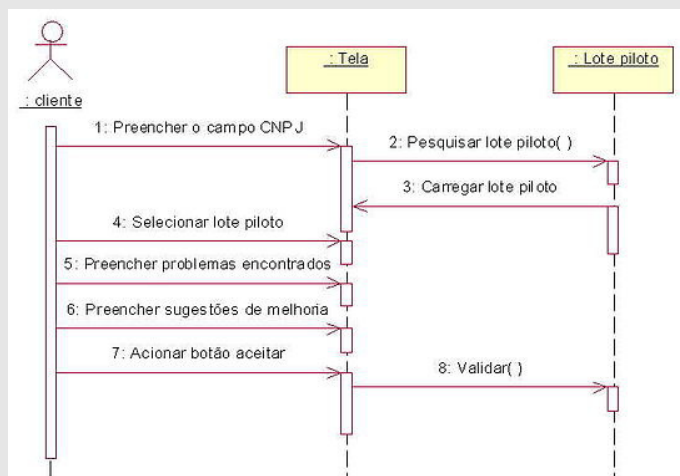 : Tela
: Lote piloto
: cliente
1: Preencher o campo CNPJ
2: Pesquisar lote piloto( )
3: Carregar lote piloto
4: Selecionar lote piloto
5: Preencher problemas encontrados
6: Preencher sugestões de melhoria
7: Acionar botão aceitar
8: Validar( )